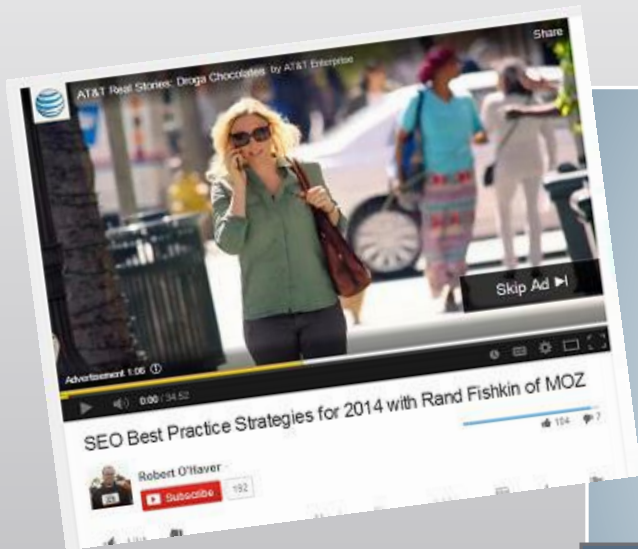 AT&T Real Stories: Droga Chocolates by AT&T Enterprise
Share
Skip Ad
Advertisement 1:06
0:00 / 34:52
SEO Best Practice Strategies for 2014 with Rand Fishkin of MOZ
104
7
Robert O'Haver
Subscribe
192